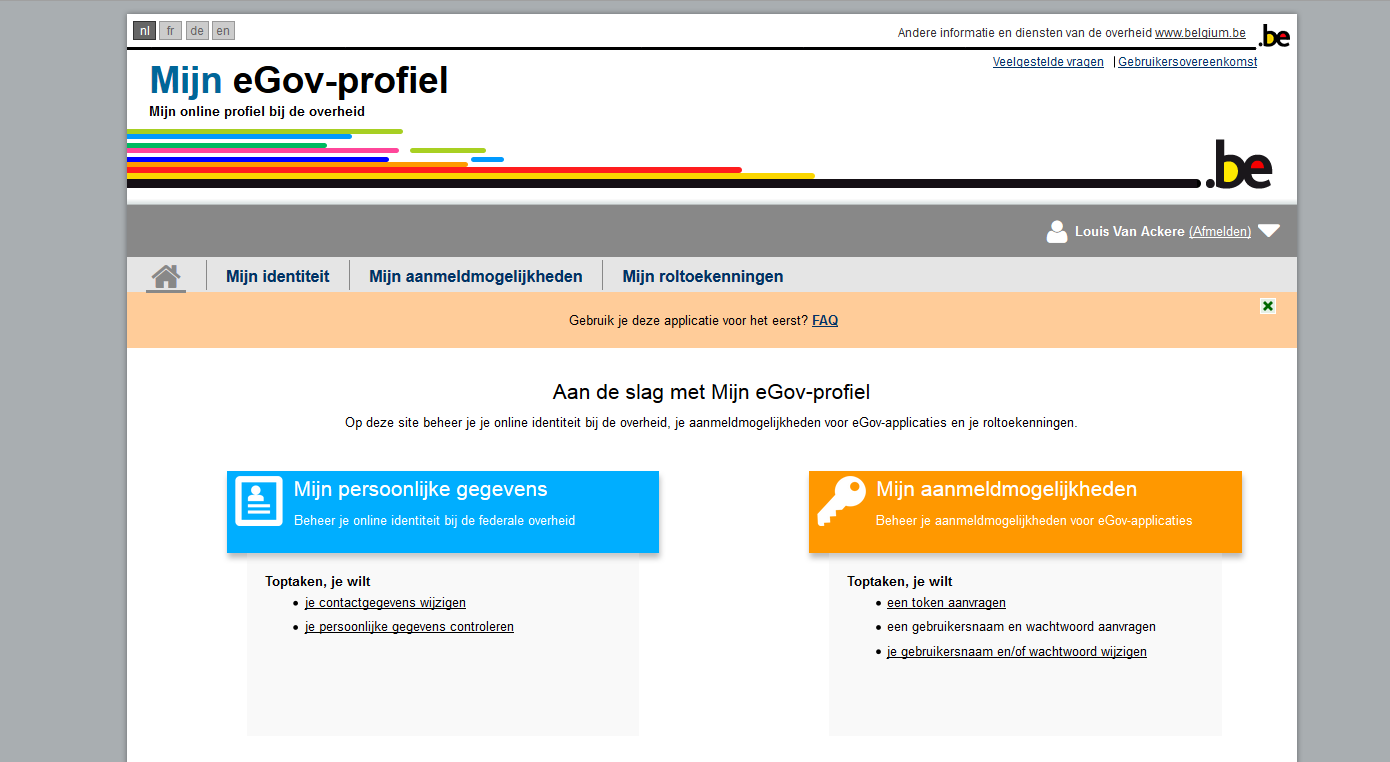 nl fr de en
Andere informatie en diensten van de overheid www.belgium.be
.be
Veelgestelde vragen | Gebruikersovereenkomst
Mijn eGov-profiel
Mijn online profiel bij de overheid
.be
Louis Van Ackere (Afmelden)
Mijn identiteit Mijn aanmeldmogelijkheden Mijn roltoekenningen
Gebruik je deze applicatie voor het eerst? FAQ
Aan de slag met Mijn eGov-profiel
Op deze site beheer je je online identiteit bij de overheid, je aanmeldmogelijkheden voor eGov-applicaties en je roltoekenningen.
Mijn persoonlijke gegevens
Beheer je online identiteit bij de federale overheid
Toptaken, je wilt
• je contactgegevens wijzigen
• je persoonlijke gegevens controleren
Mijn aanmeldmogelijkheden
Beheer je aanmeldmogelijkheden voor eGov-applicaties
Toptaken, je wilt
• een token aanvragen
• een gebruikersnaam en wachtwoord aanvragen
• je gebruikersnaam en/of wachtwoord wijzigen